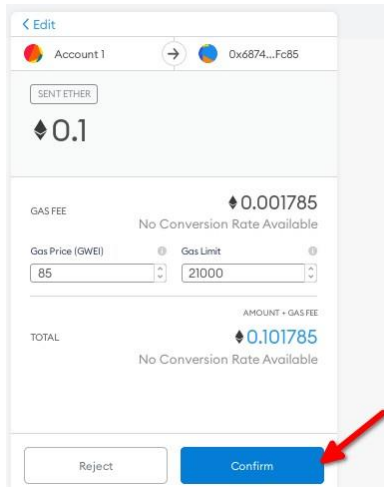 < Edit
Account 1 0x6874...Fc85
SENT ETHER
0.1
GAS FEE 0.001785
No Conversion Rate Available
Gas Price (GWEI) Gas Limit
85 21000
AMOUNT + GAS FEE
TOTAL 0.101785
No Conversion Rate Available
Reject Confirm